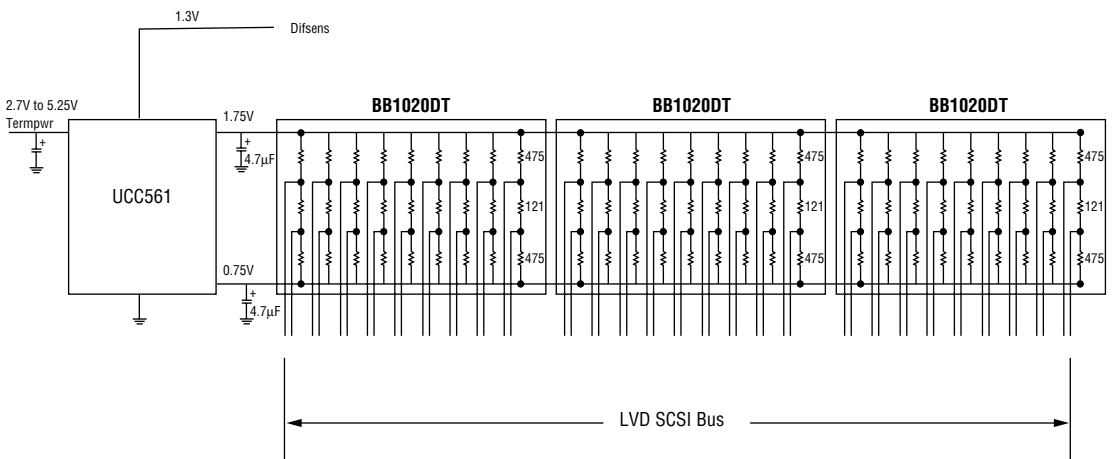 1.3V
Difsens
2.7V to 5.25V
Termpwr
1.75V
BB1020DT
BB1020DT
BB1020DT
+
+
4.7µF
475
475
475
UCC561
121
121
121
475
475
475
0.75V
+
4.7µF
LVD SCSI Bus